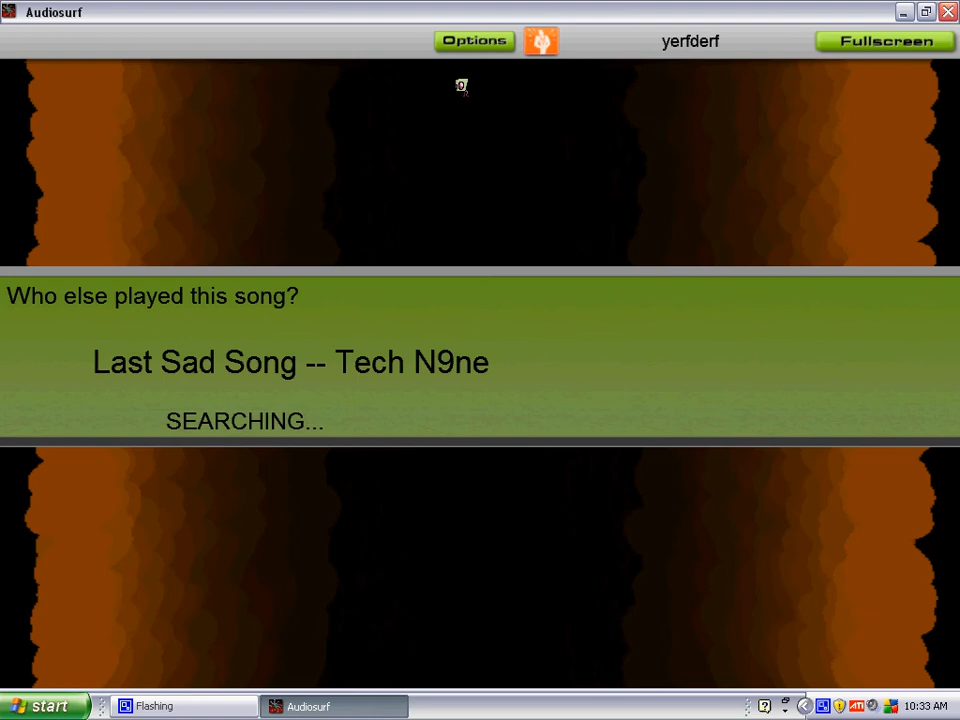 Audiosurf
Options
yerfderf
Fullscreen
Who else played this song?
Last Sad Song -- Tech N9ne
SEARCHING...
start
Flashing
Audiosurf
ATI
10:33 AM